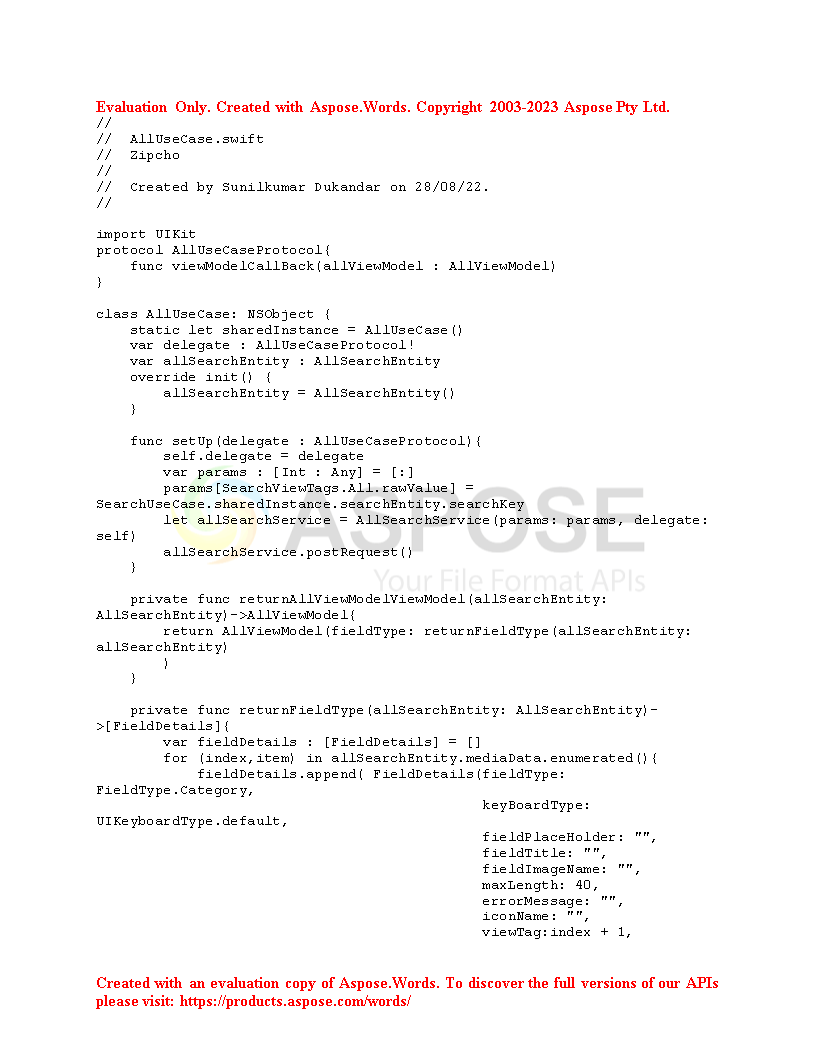 Evaluation Only. Created with Aspose.Words. Copyright 2003-2023 Aspose Pty Ltd.
//
//  AllUseCase.swift
//  Zipcho
//
//  Created by Sunilkumar Dukandar on 28/08/22.
//

import UIKit
protocol AllUseCaseProtocol{
    func viewModelCallBack(allViewModel : AllViewModel)
}

class AllUseCase: NSObject {
    static let sharedInstance = AllUseCase()
    var delegate : AllUseCaseProtocol!
    var allSearchEntity : AllSearchEntity
    override init() {
        allSearchEntity = AllSearchEntity()
    }

    func setUp(delegate : AllUseCaseProtocol){
        self.delegate = delegate
        var params : [Int : Any] = [:]
        params[SearchViewTags.All.rawValue] =
SearchUseCase.sharedInstance.searchEntity.searchKey
        let allSearchService = AllSearchService(params: params, delegate:
self)
        allSearchService.postRequest()
    }
ASPOSE
Your File Format APIs

    private func returnAllViewModelViewModel(allSearchEntity:
AllSearchEntity)->AllViewModel{
        return AllViewModel(fieldType: returnFieldType(allSearchEntity:
allSearchEntity)
        )
    }

    private func returnFieldType(allSearchEntity: AllSearchEntity)-
>[FieldDetails]{
        var fieldDetails : [FieldDetails] = []
        for (index,item) in allSearchEntity.mediaData.enumerated(){
            fieldDetails.append( FieldDetails(fieldType:
FieldType.Category,
                                              keyBoardType:
UIKeyboardType.default,
                                              fieldPlaceHolder: "",
                                              fieldTitle: "",
                                              fieldImageName: "",
                                              maxLength: 40,
                                              errorMessage: "",
                                              iconName: "",
                                              viewTag:index + 1,

Created with an evaluation copy of Aspose.Words. To discover the full versions of our APIs
please visit: https://products.aspose.com/words/